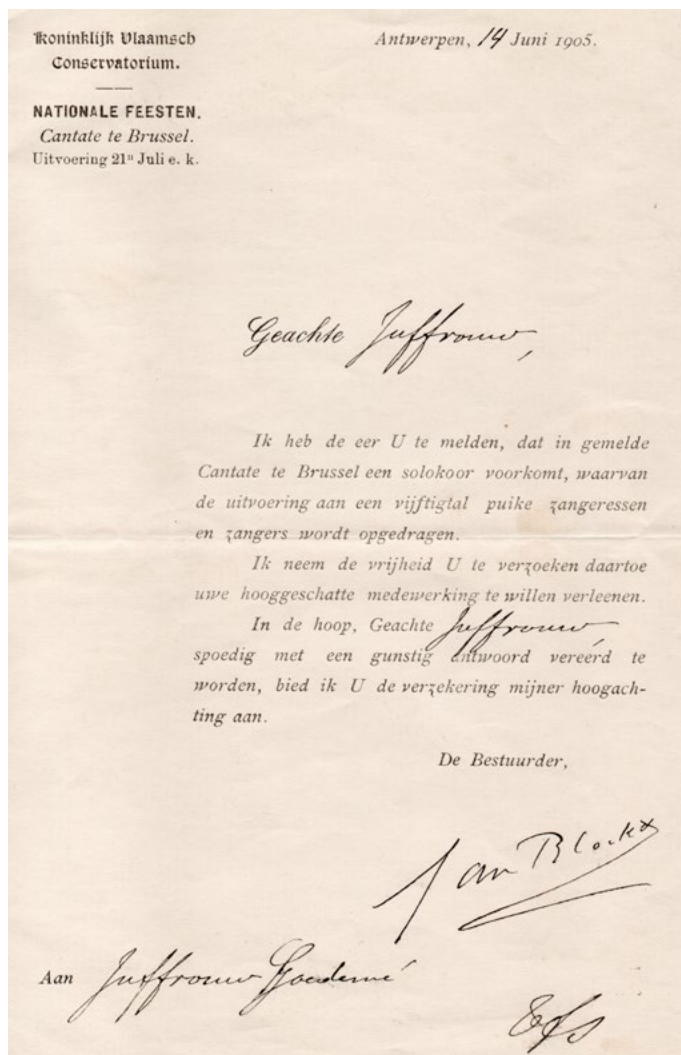 Koninklijk Vlaamsch
Conservatorium.
Antwerpen, 14 Juni 1905.
NATIONALE FEESTEN.
Cantate te Brussel.
Uitvoering 21ⁿ Juli e. k.
Geachte Juffrouw,
Ik heb de eer U te melden, dat in gemelde
Cantate te Brussel een solokoor voorkomt, waarvan
de uitvoering aan een vijftigtal puike zangeressen
en zangers wordt opgedragen.
Ik neem de vrijheid U te verzoeken daartoe
uwe hooggeschatte medewerking te willen verleenen.
In de hoop, Geachte Juffrouw,
spoedig met een gunstig antwoord vereerd te
worden, bied ik U de verzekering mijner hoogach-
ting aan.
De Bestuurder,
Jan Blockx
Aan Juffrouw Goedemé